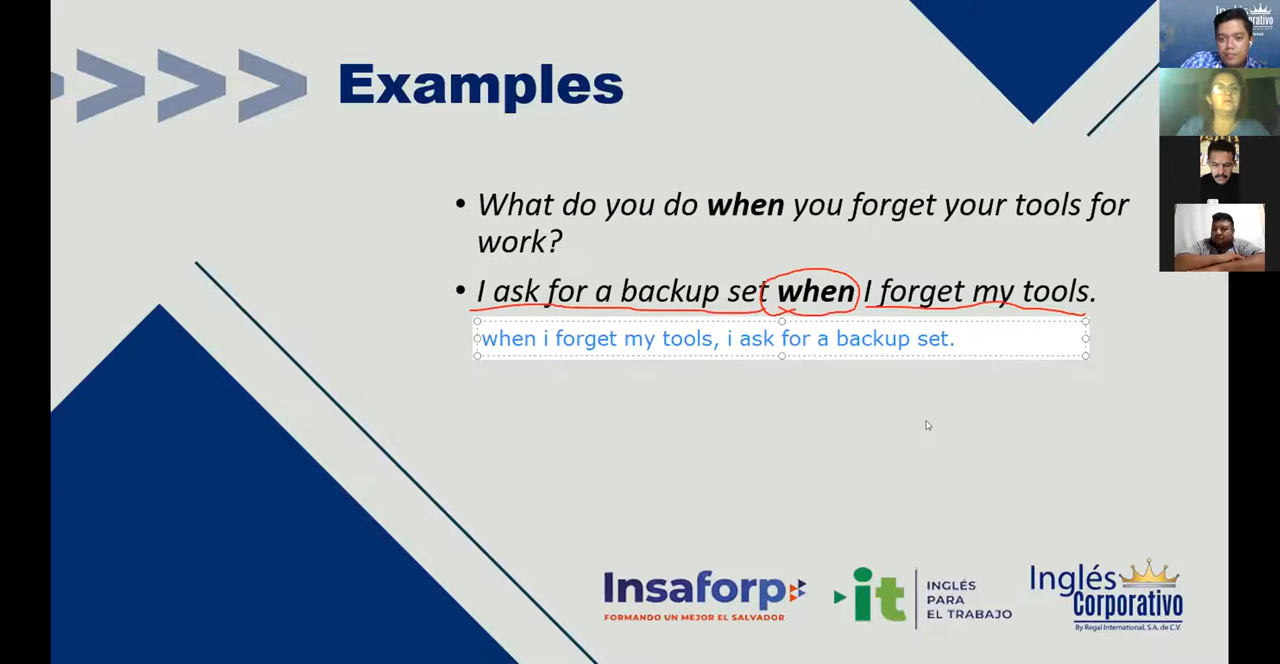 Examples
• What do you do when you forget your tools for
work?
• I ask for a backup set when I forget my tools.
when i forget my tools, i ask for a backup set.
Insaforp
FORMANDO UN MEJOR EL SALVADOR
it
INGLÉS
PARA
EL TRABAJO
Inglés
Corporativo
By Regal International, S.A. de C.V.